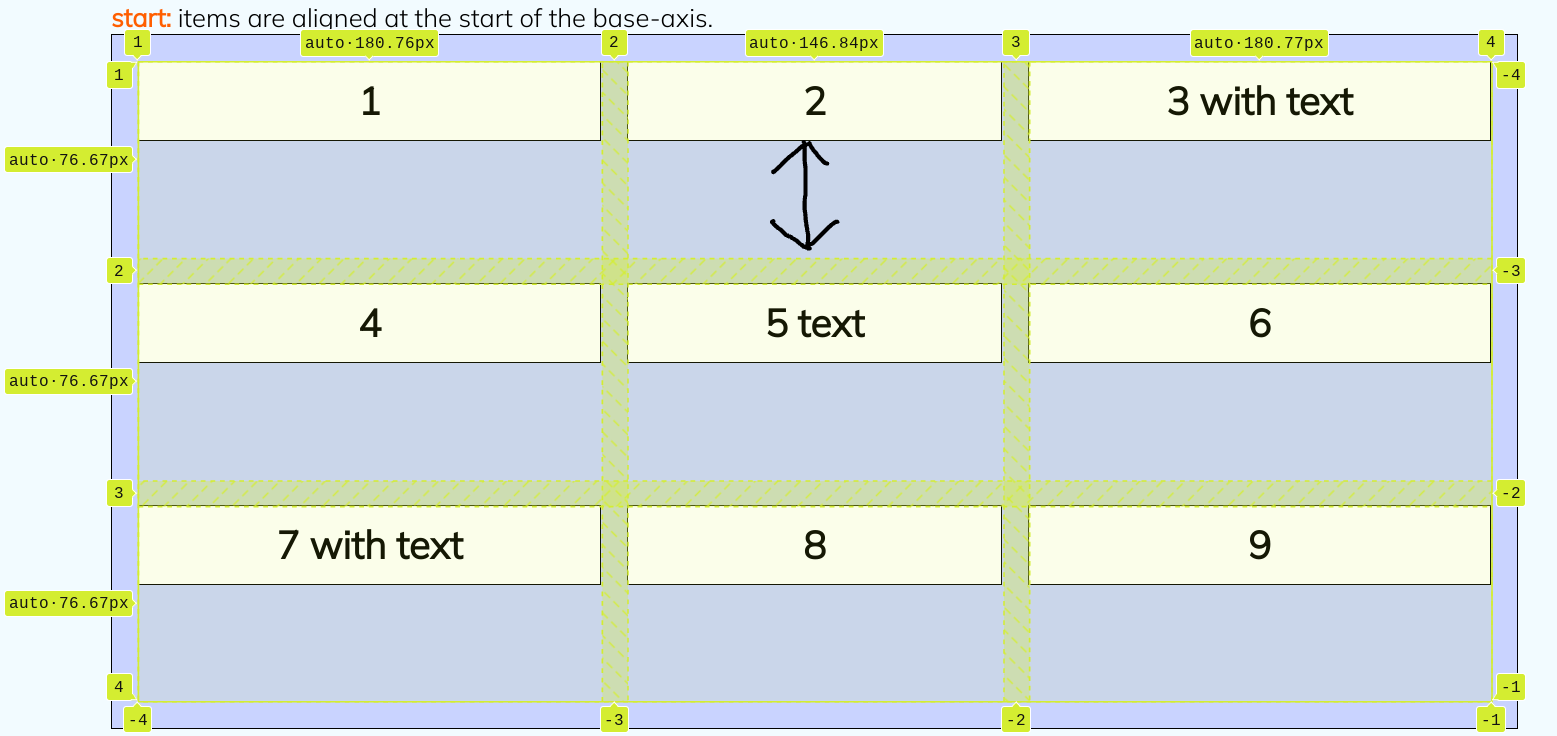 start: items are aligned at the start of the base-axis.
1 auto·180.76px 2 auto·146.84px 3 auto·180.77px 4
1 -4
1 2 3 with text
auto·76.67px
2 -3
4 5 text 6
auto·76.67px
3 -2
7 with text 8 9
auto·76.67px
4 -1
-4 -3 -2 -1